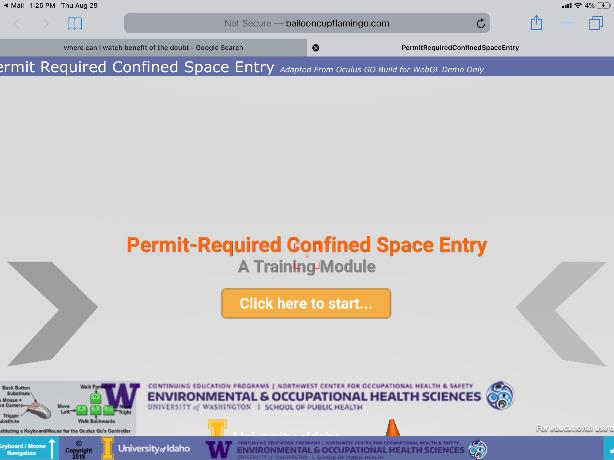 Mail 1:25 PM Thu Aug 29 4%
Not Secure — ballooncupflamingo.com
where can I watch benefit of the doubt - Google Search
PermitRequiredConfinedSpaceEntry
ermit Required Confined Space Entry Adapted From Oculus GO Build for WebGL Demo Only
Permit-Required Confined Space Entry
A Training Module
Click here to start...
Back Button
Substitute
Mouse =
Camera
Trigger
ubstitute
Walk Forward
Move Left
Right
Walk Backwards
stituting a Keyboard/Mouse for the Oculus Go's Controller
W
CONTINUING EDUCATION PROGRAMS | NORTHWEST CENTER FOR OCCUPATIONAL HEALTH & SAFETY
ENVIRONMENTAL & OCCUPATIONAL HEALTH SCIENCES
UNIVERSITY of WASHINGTON | SCHOOL OF PUBLIC HEALTH
I
For educational use o
eyboard / Mouse
Navigation
©
Copyright
2019
I University of Idaho
W
CONTINUING EDUCATION PROGRAMS | NORTHWEST CENTER FOR OCCUPATIONAL HEALTH & SAFETY
ENVIRONMENTAL & OCCUPATIONAL HEALTH SCIENCES
UNIVERSITY of WASHINGTON | SCHOOL OF PUBLIC HEALTH